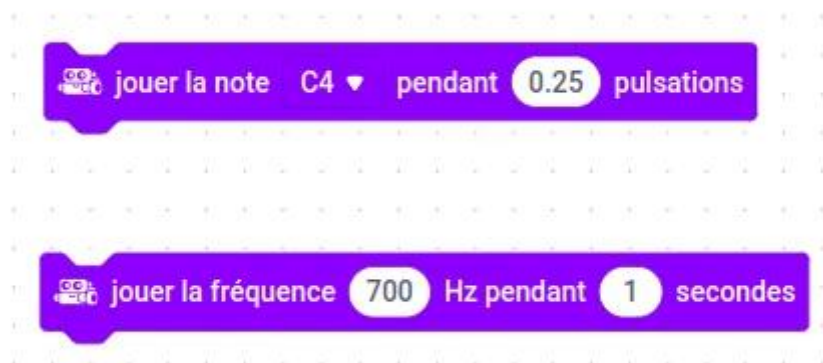 jouer la note C4 pendant 0.25 pulsations
jouer la fréquence 700 Hz pendant 1 secondes